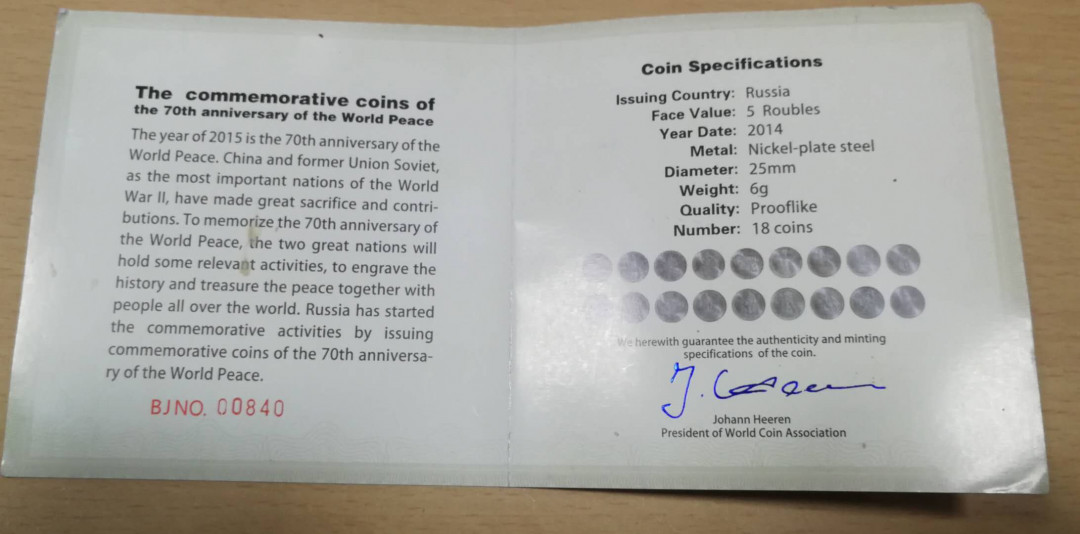 The commemorative coins of
the 70th anniversary of the World Peace
The year of 2015 is the 70th anniversary of the
World Peace. China and former Union Soviet,
as the most important nations of the World
War II, have made great sacrifice and contri-
butions. To memorize the 70th anniversary of
the World Peace, the two great nations will
hold some relevant activities, to engrave the
history and treasure the peace together with
people all over the world. Russia has started
the commemorative activities by issuing
commemorative coins of the 70th anniversa-
ry of the World Peace.
BJNO. 00840
Coin Specifications
Issuing Country: Russia
Face Value: 5 Roubles
Year Date: 2014
Metal: Nickel-plate steel
Diameter: 25mm
Weight: 6g
Quality: Prooflike
Number: 18 coins
We herewith guarantee the authenticity and minting
specifications of the coin.
Johann Heeren
President of World Coin Association